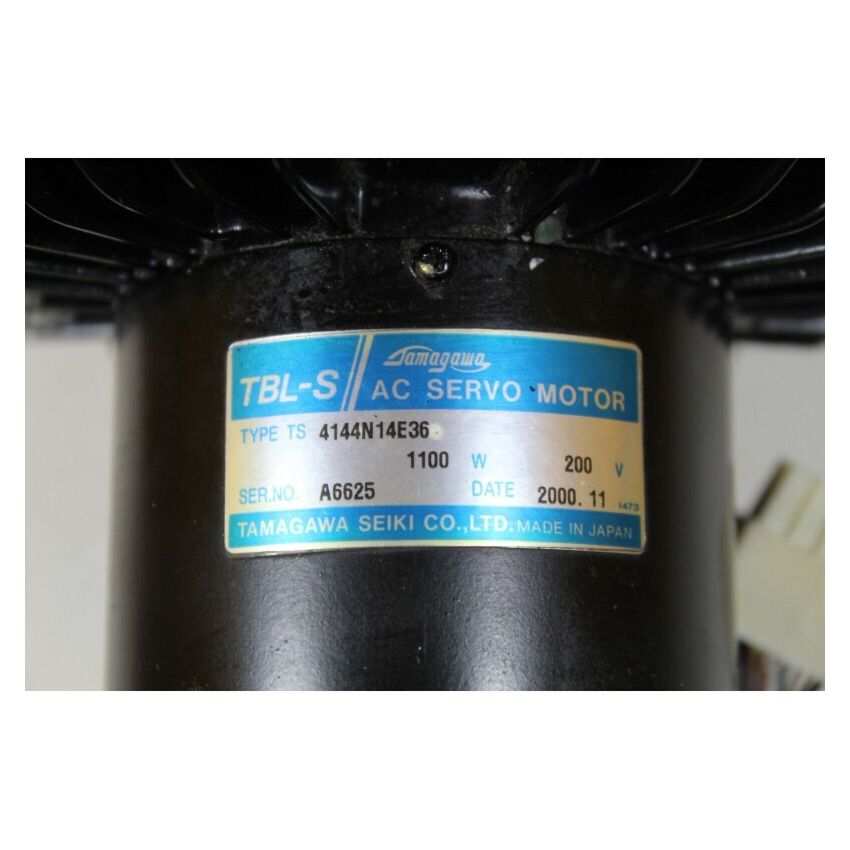 TBL-S Tamagawa
AC SERVO MOTOR
TYPE TS 4144N14E36
1100 W 200 V
SER.NO. A6625 DATE 2000.11 1473
TAMAGAWA SEIKI CO.,LTD. MADE IN JAPAN